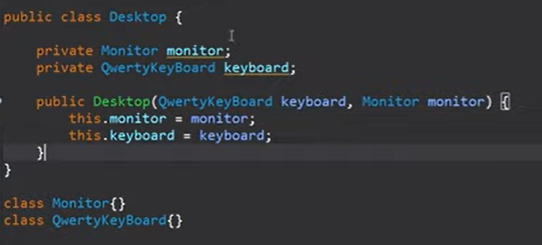 public class Desktop {
private Monitor monitor;
private QwertyKeyBoard keyboard;
public Desktop(QwertyKeyBoard keyboard, Monitor monitor) {
this.monitor = monitor;
this.keyboard = keyboard;
}
}
class Monitor{}
class QwertyKeyBoard{}